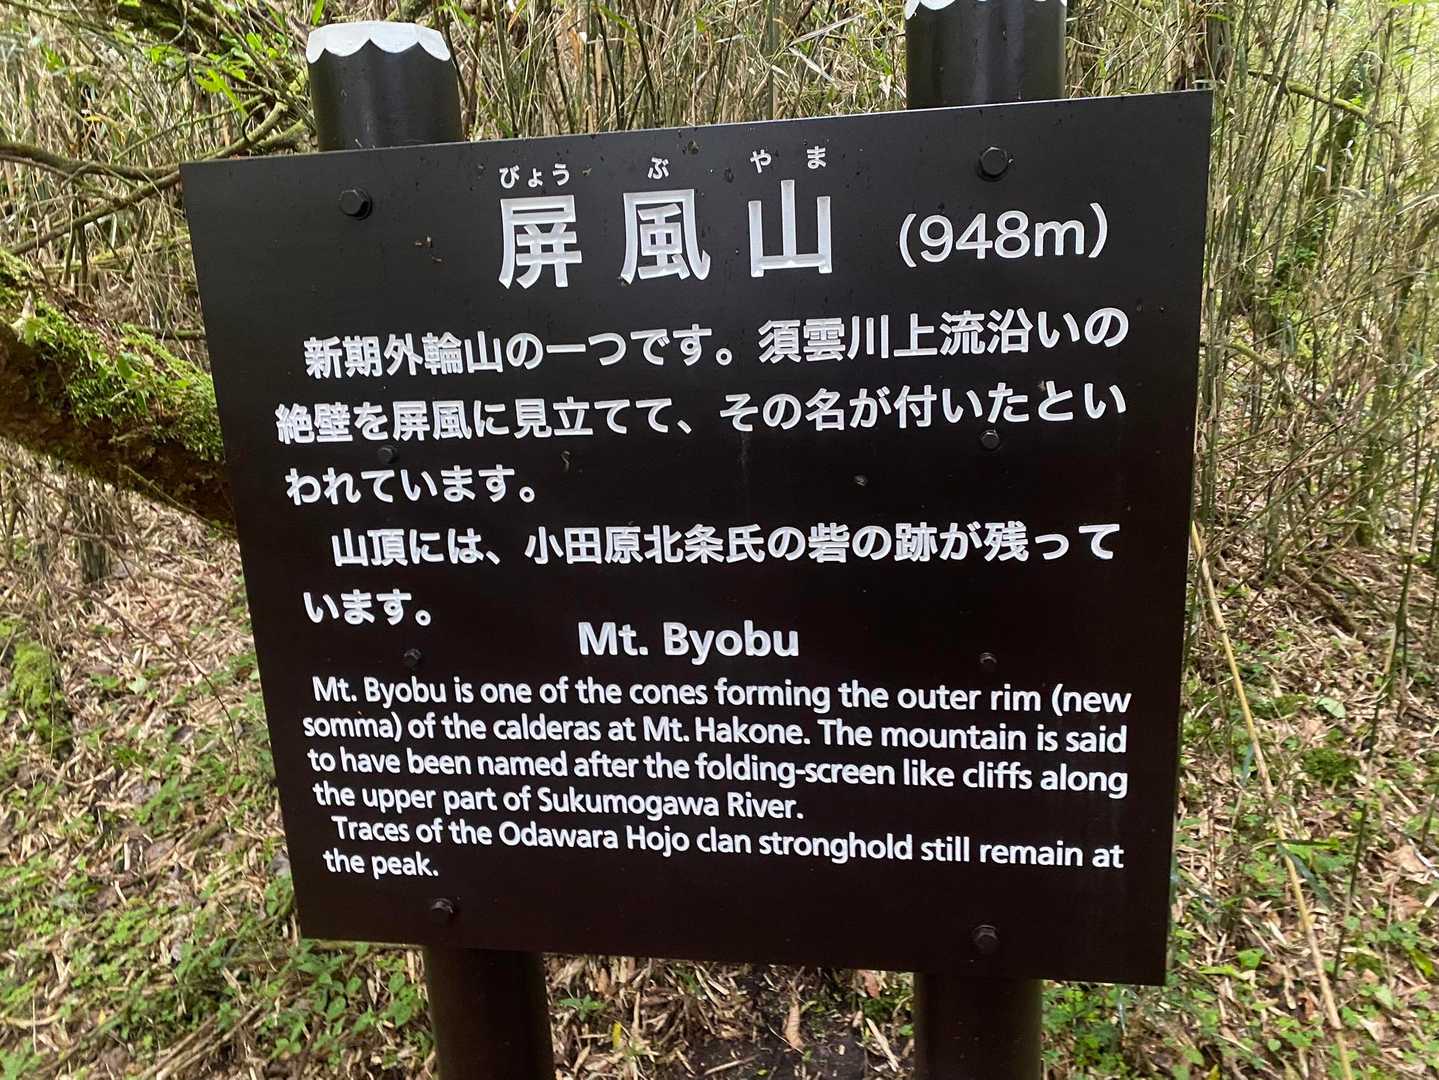 びょう ぶ やま
屏風山 (948m)
新期外輪山の一つです。須雲川上流沿いの
絶壁を屏風に見立てて、その名が付いたとい
われています。
山頂には、小田原北条氏の砦の跡が残って
います。
Mt. Byobu
Mt. Byobu is one of the cones forming the outer rim (new
somma) of the calderas at Mt. Hakone. The mountain is said
to have been named after the folding-screen like cliffs along
the upper part of Sukumogawa River.
Traces of the Odawara Hojo clan stronghold still remain at
the peak.